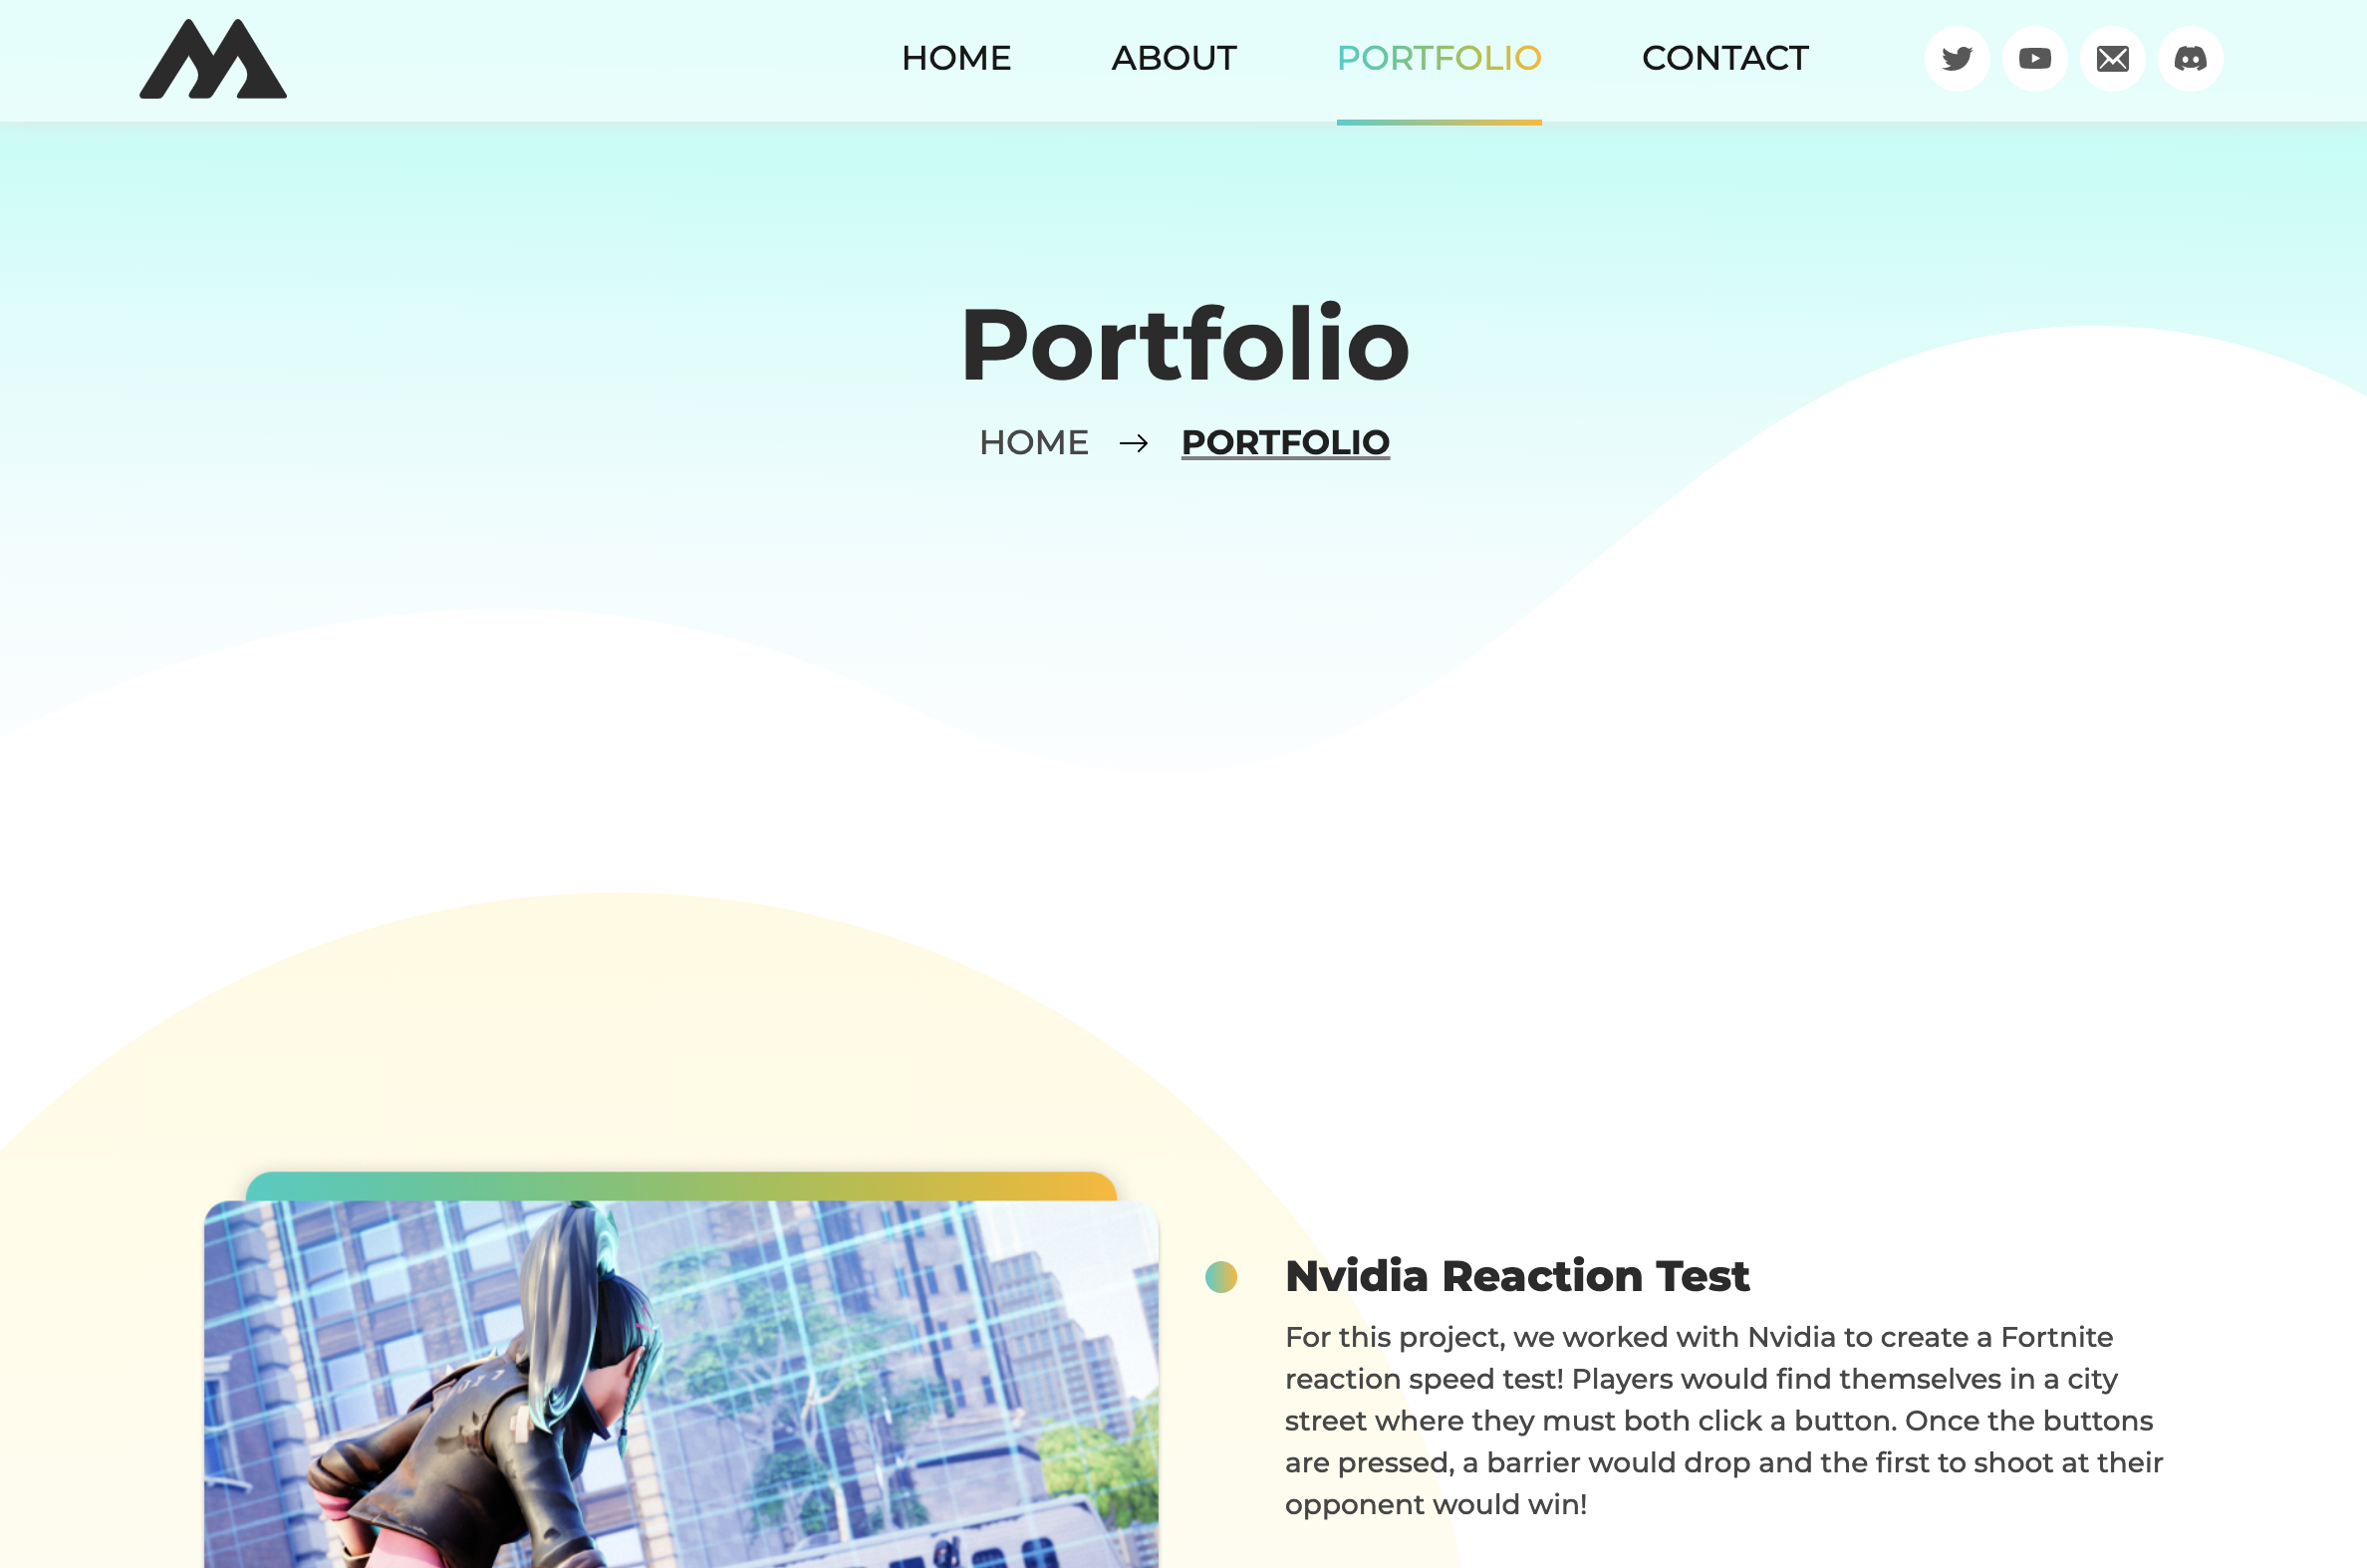 HOME ABOUT PORTFOLIO CONTACT
Portfolio
HOME → PORTFOLIO
Nvidia Reaction Test
For this project, we worked with Nvidia to create a Fortnite
reaction speed test! Players would find themselves in a city
street where they must both click a button. Once the buttons
are pressed, a barrier would drop and the first to shoot at their
opponent would win!